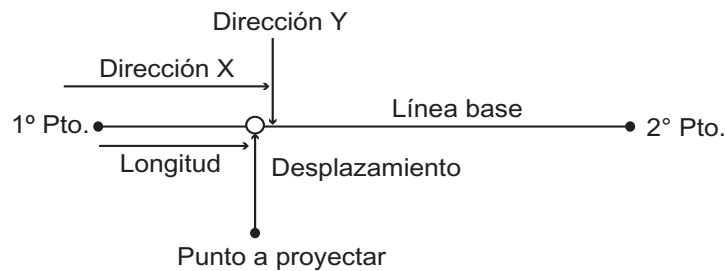 Dirección Y
Dirección X
Línea base
1º Pto.
2° Pto.
Longitud
Desplazamiento
Punto a proyectar